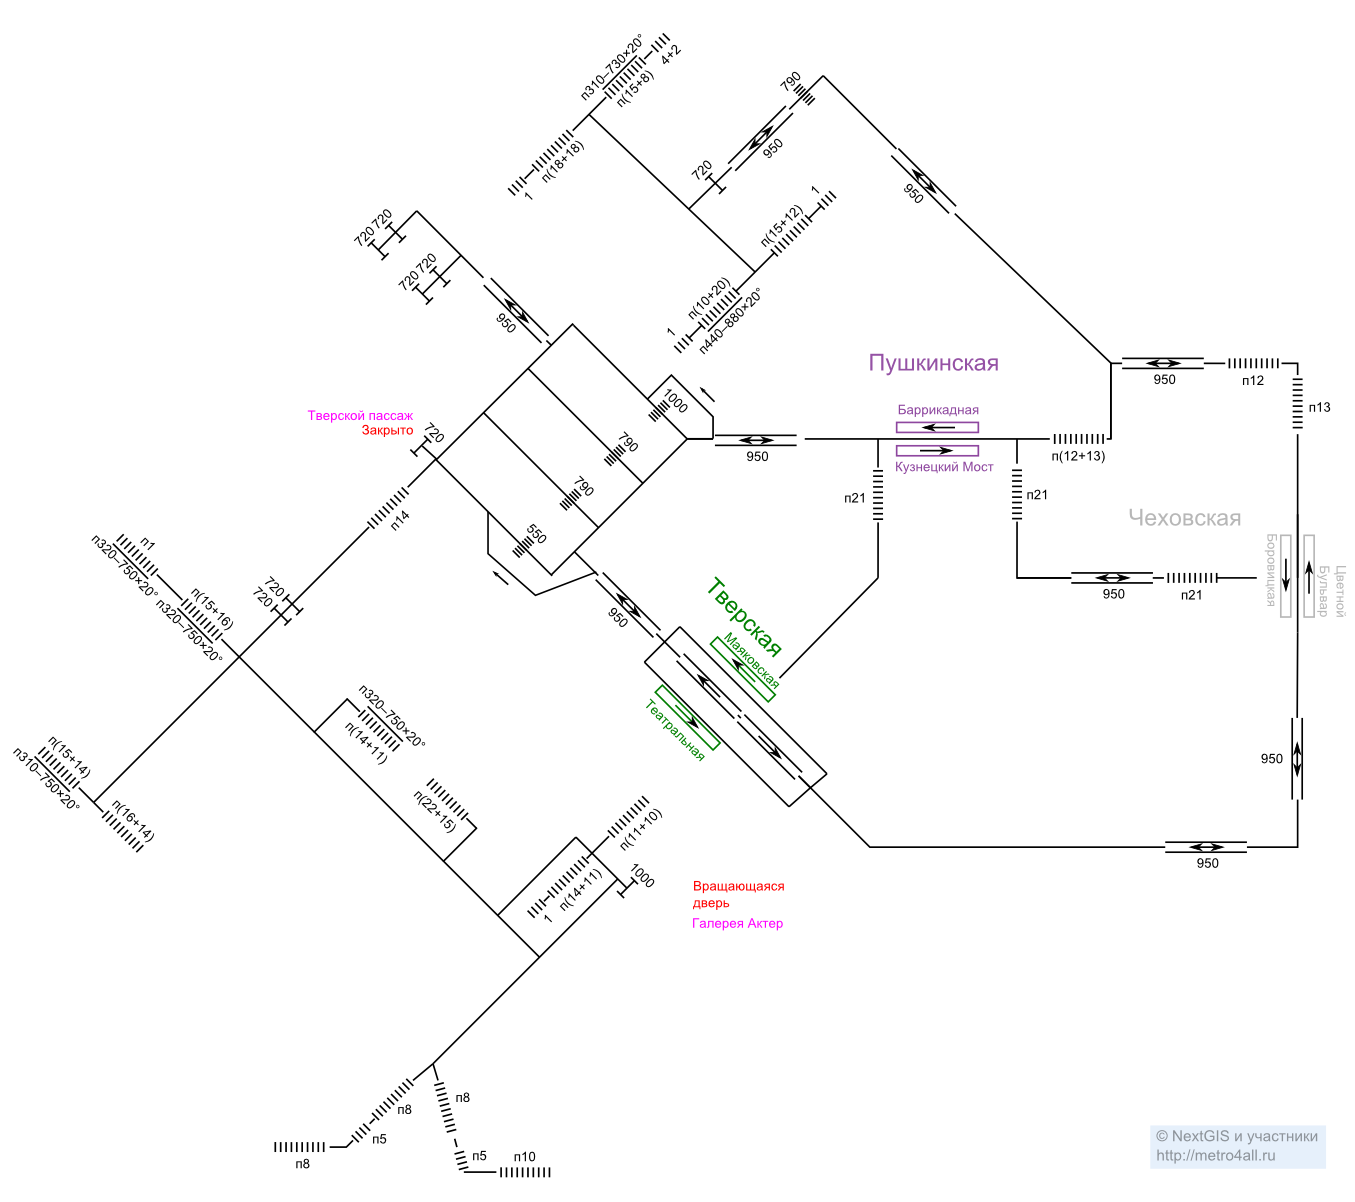 п310–730×20°
п(15+8)
4+2
п(18+18)
1
790
950
720
950
п(15+12)
1
п(10+20)
п440–880×20°
1
720
720
720
720
950
Пушкинская
Баррикадная
Кузнецкий Мост
950
п12
п13
1000
950
п(12+13)
Тверской пассаж
Закрыто
720
790
790
550
п21
п21
Чеховская
Боровицкая
Цветной
Бульвар
950
п21
п14
п1
п320–750×20°
п(15+16)
п320–750×20°
720
720
950
Тверская
Маяковская
Театральная
п320–750×20°
п(14+11)
п(15+14)
п310–750×20°
п(16+14)
п(22+15)
950
950
п(11+10)
п(14+11)
1
1000
Вращающаяся
дверь
Галерея Актер
п8
п5
п8
п8
п5
п10
© NextGIS и участники
http://metro4all.ru